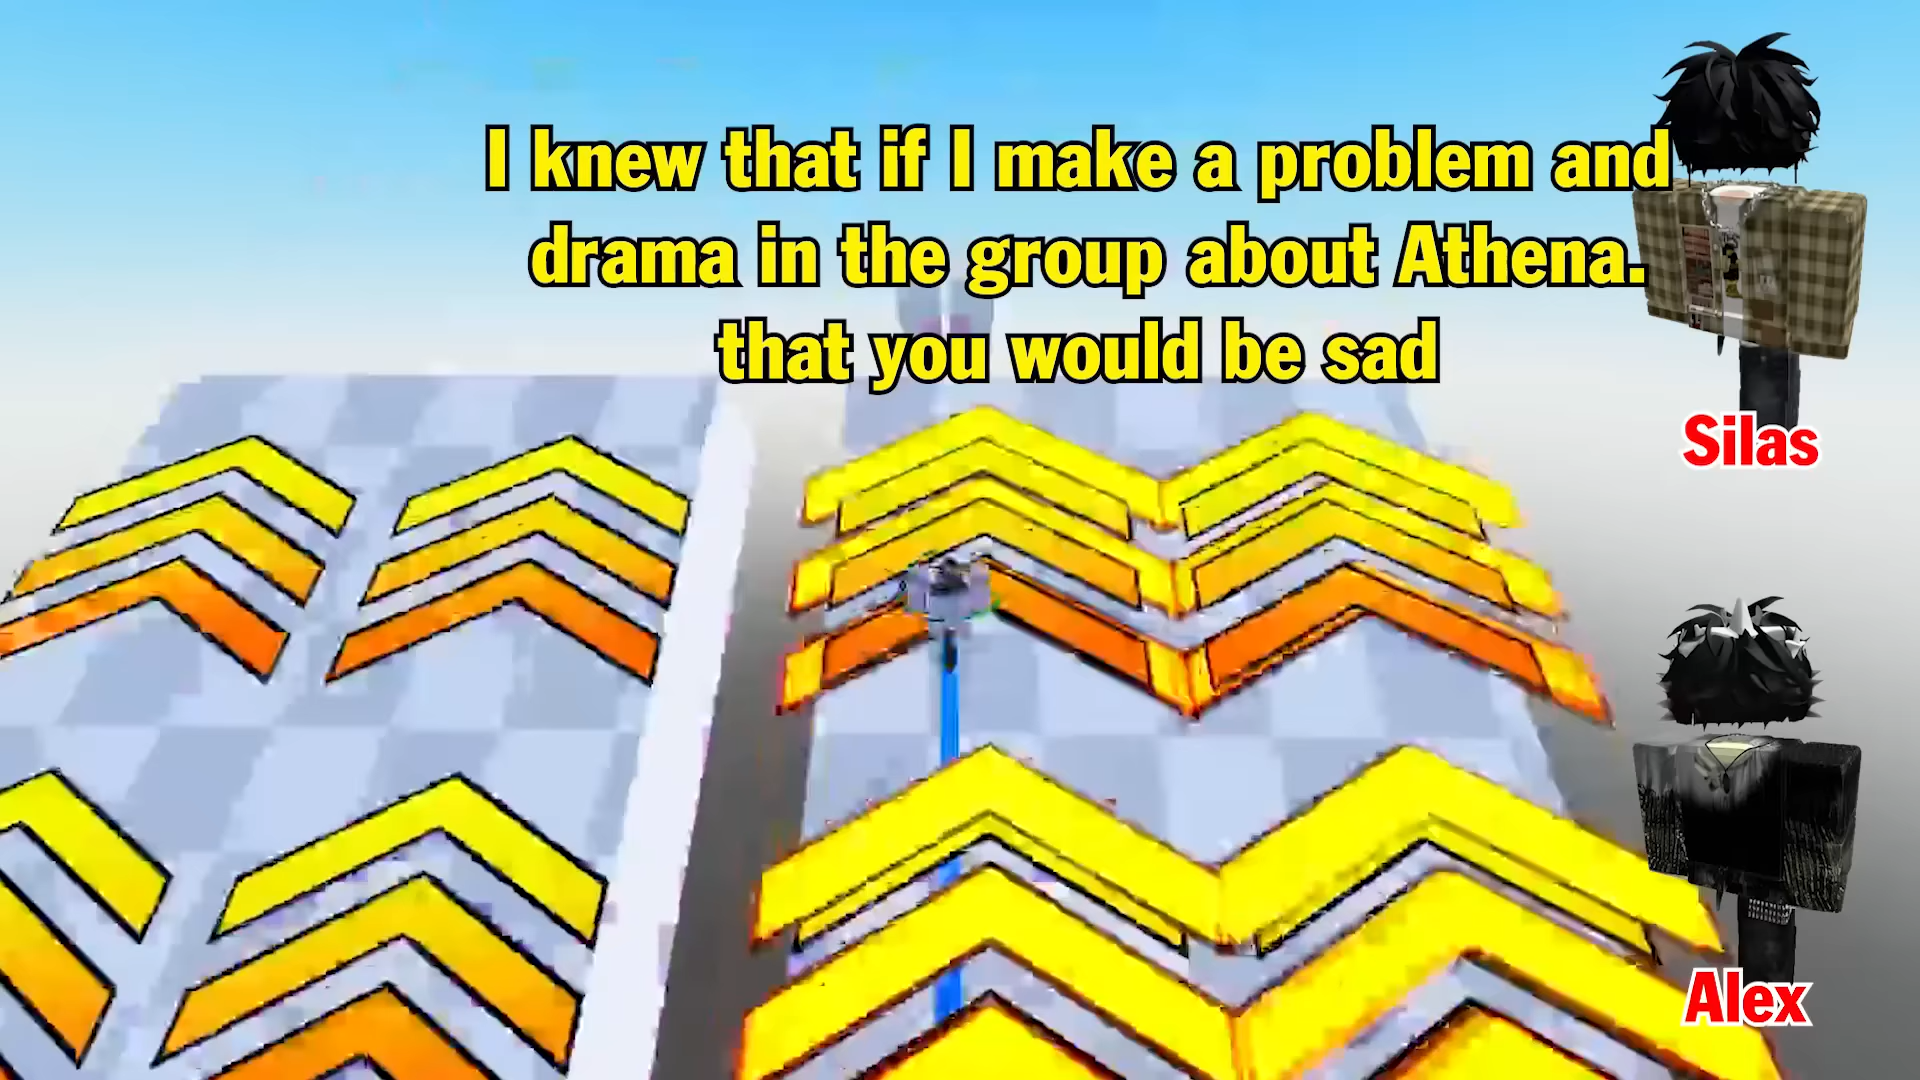 I knew that if I make a problem and
drama in the group about Athena.
that you would be sad
Silas
Alex